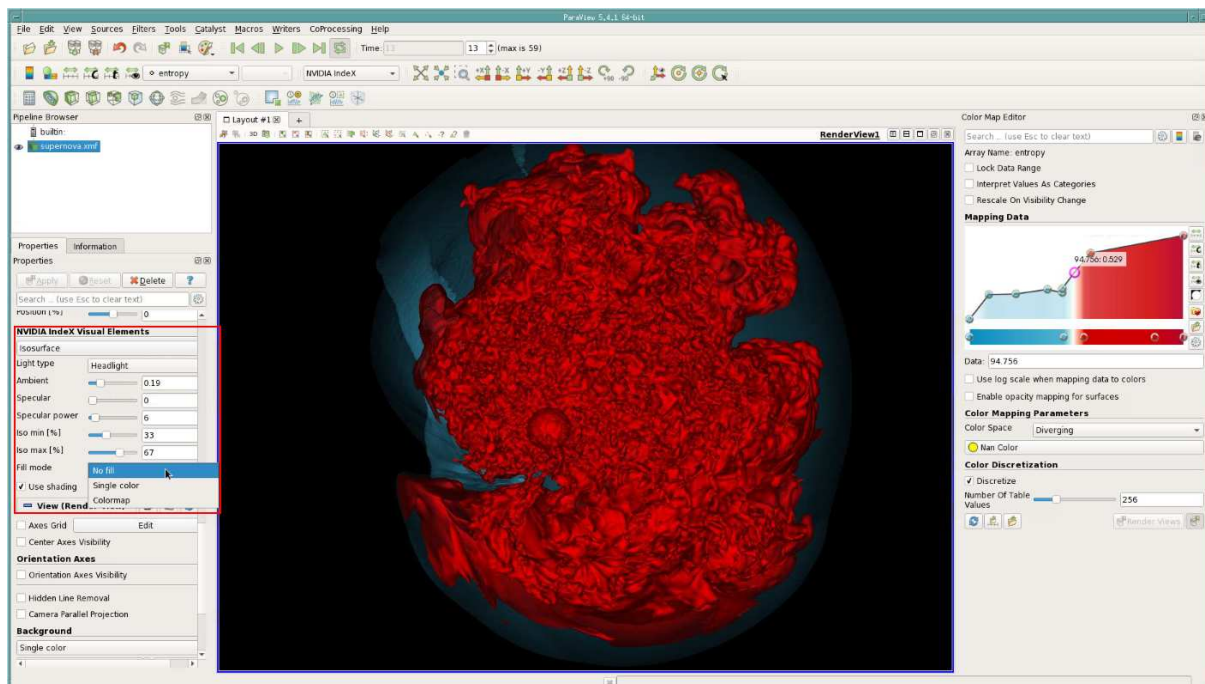 ParaView 5.4.1 64-bit
File Edit View Sources Filters Tools Catalyst Macros Writers CoProcessing Help
Time: 13 13 (max is 59)
entropy NVIDIA IndeX
Pipeline Browser
builtin:
supernova.xmf
Properties Information
Properties
Apply Reset Delete ?
Search ... (use Esc to clear text)
Position [%] 0
NVIDIA IndeX Visual Elements
Isosurface
Light type Headlight
Ambient 0.19
Specular 0
Specular power 6
Iso min [%] 33
Iso max [%] 67
Fill mode No fill
Single color
Colormap
Use shading
View (Render View)
Axes Grid Edit
Center Axes Visibility
Orientation Axes
Orientation Axes Visibility
Hidden Line Removal
Camera Parallel Projection
Background
Single color
Layout #1 +
3D
RenderView1
Color Map Editor
Search ... (use Esc to clear text)
Array Name: entropy
Lock Data Range
Interpret Values As Categories
Rescale On Visibility Change
Mapping Data
94.756: 0.529
Data: 94.756
Use log scale when mapping data to colors
Enable opacity mapping for surfaces
Color Mapping Parameters
Color Space Diverging
Nan Color
Color Discretization
Discretize
Number Of Table Values 256
Render Views